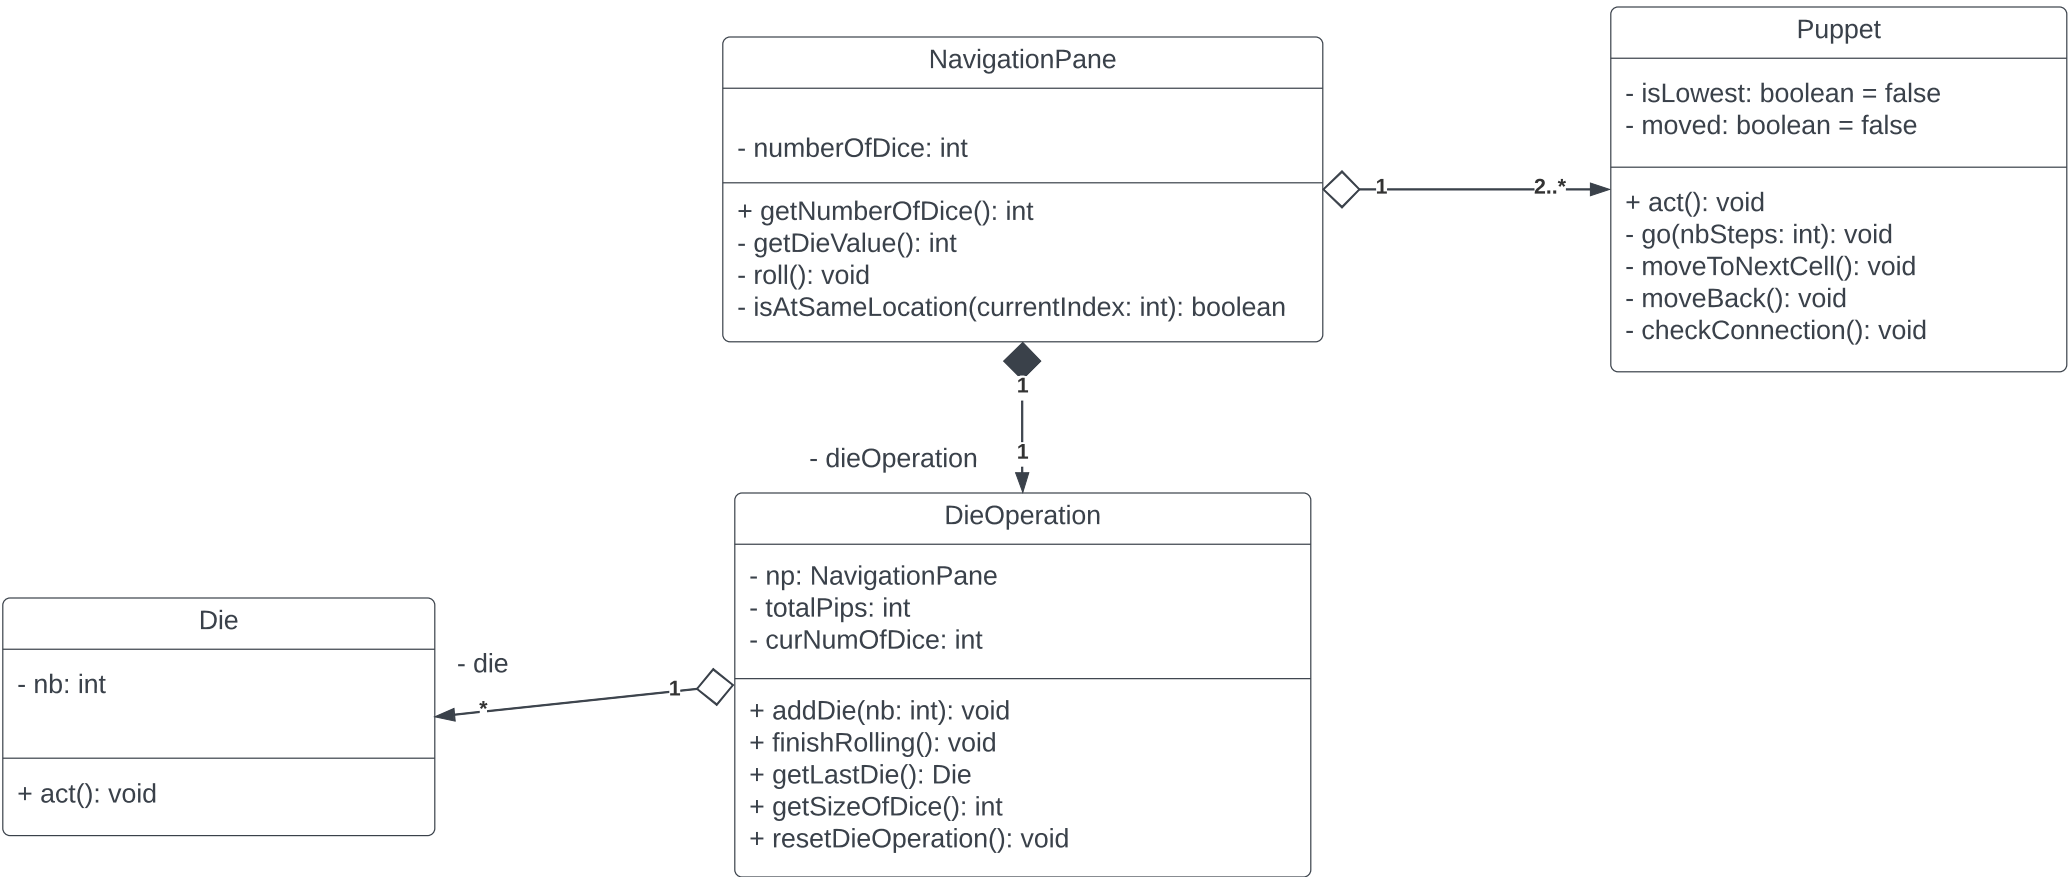 NavigationPane
- numberOfDice: int
+ getNumberOfDice(): int
- getDieValue(): int
- roll(): void
- isAtSameLocation(currentIndex: int): boolean
1
2..*
Puppet
- isLowest: boolean = false
- moved: boolean = false
+ act(): void
- go(nbSteps: int): void
- moveToNextCell(): void
- moveBack(): void
- checkConnection(): void
1
1
- dieOperation
DieOperation
- np: NavigationPane
- totalPips: int
- curNumOfDice: int
+ addDie(nb: int): void
+ finishRolling(): void
+ getLastDie(): Die
+ getSizeOfDice(): int
+ resetDieOperation(): void
1
*
- die
Die
- nb: int
+ act(): void